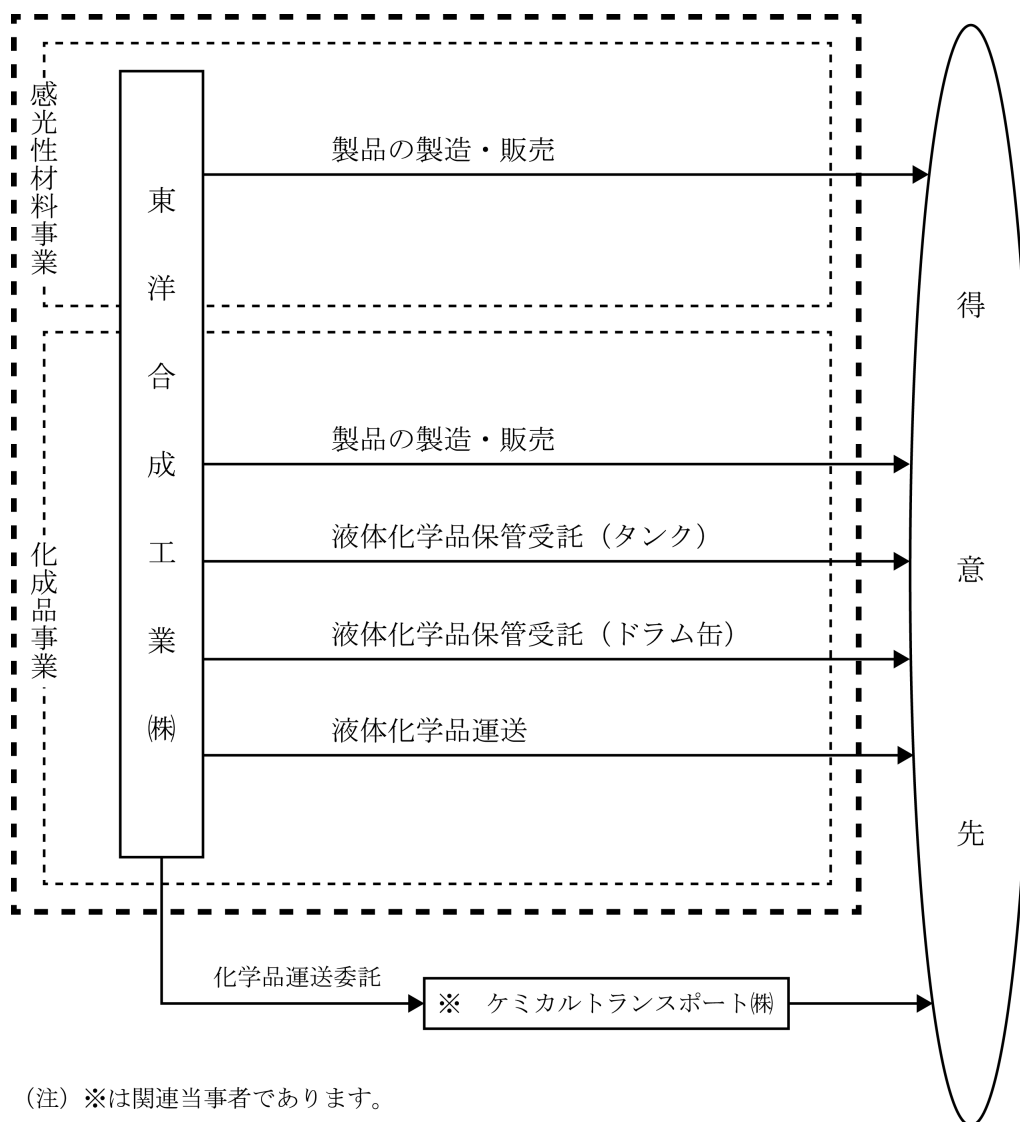 感光性材料事業
東洋合成工業㈱
製品の製造・販売
得意先
化成品事業
製品の製造・販売
液体化学品保管受託（タンク）
液体化学品保管受託（ドラム缶）
液体化学品運送
化学品運送委託
※　ケミカルトランスポート㈱
（注）※は関連当事者であります。